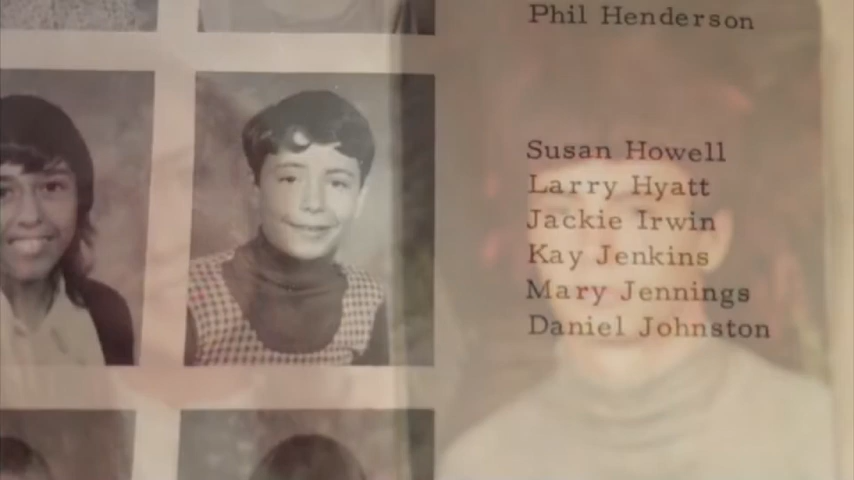 Phil Henderson
Susan Howell
Larry Hyatt
Jackie Irwin
Kay Jenkins
Mary Jennings
Daniel Johnston